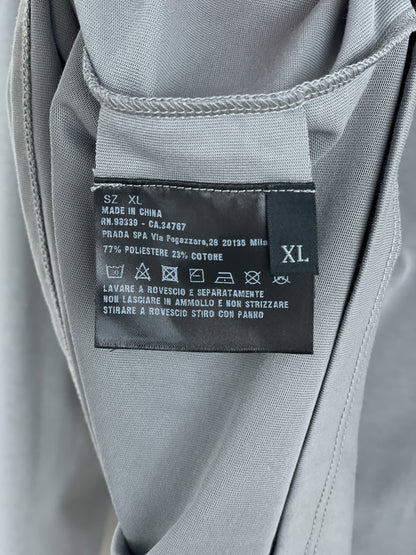 SZ XL
MADE IN CHINA
RN.98339 - CA.34767
PRADA SPA Via Fogazzaro,28 20135 Mila
77% POLIESTERE 23% COTONE
XL
LAVARE A ROVESCIO E SEPARATAMENTE
NON LASCIARE IN AMMOLLO E NON STRIZZARE
STIRARE A ROVESCIO STIRO CON PANNO